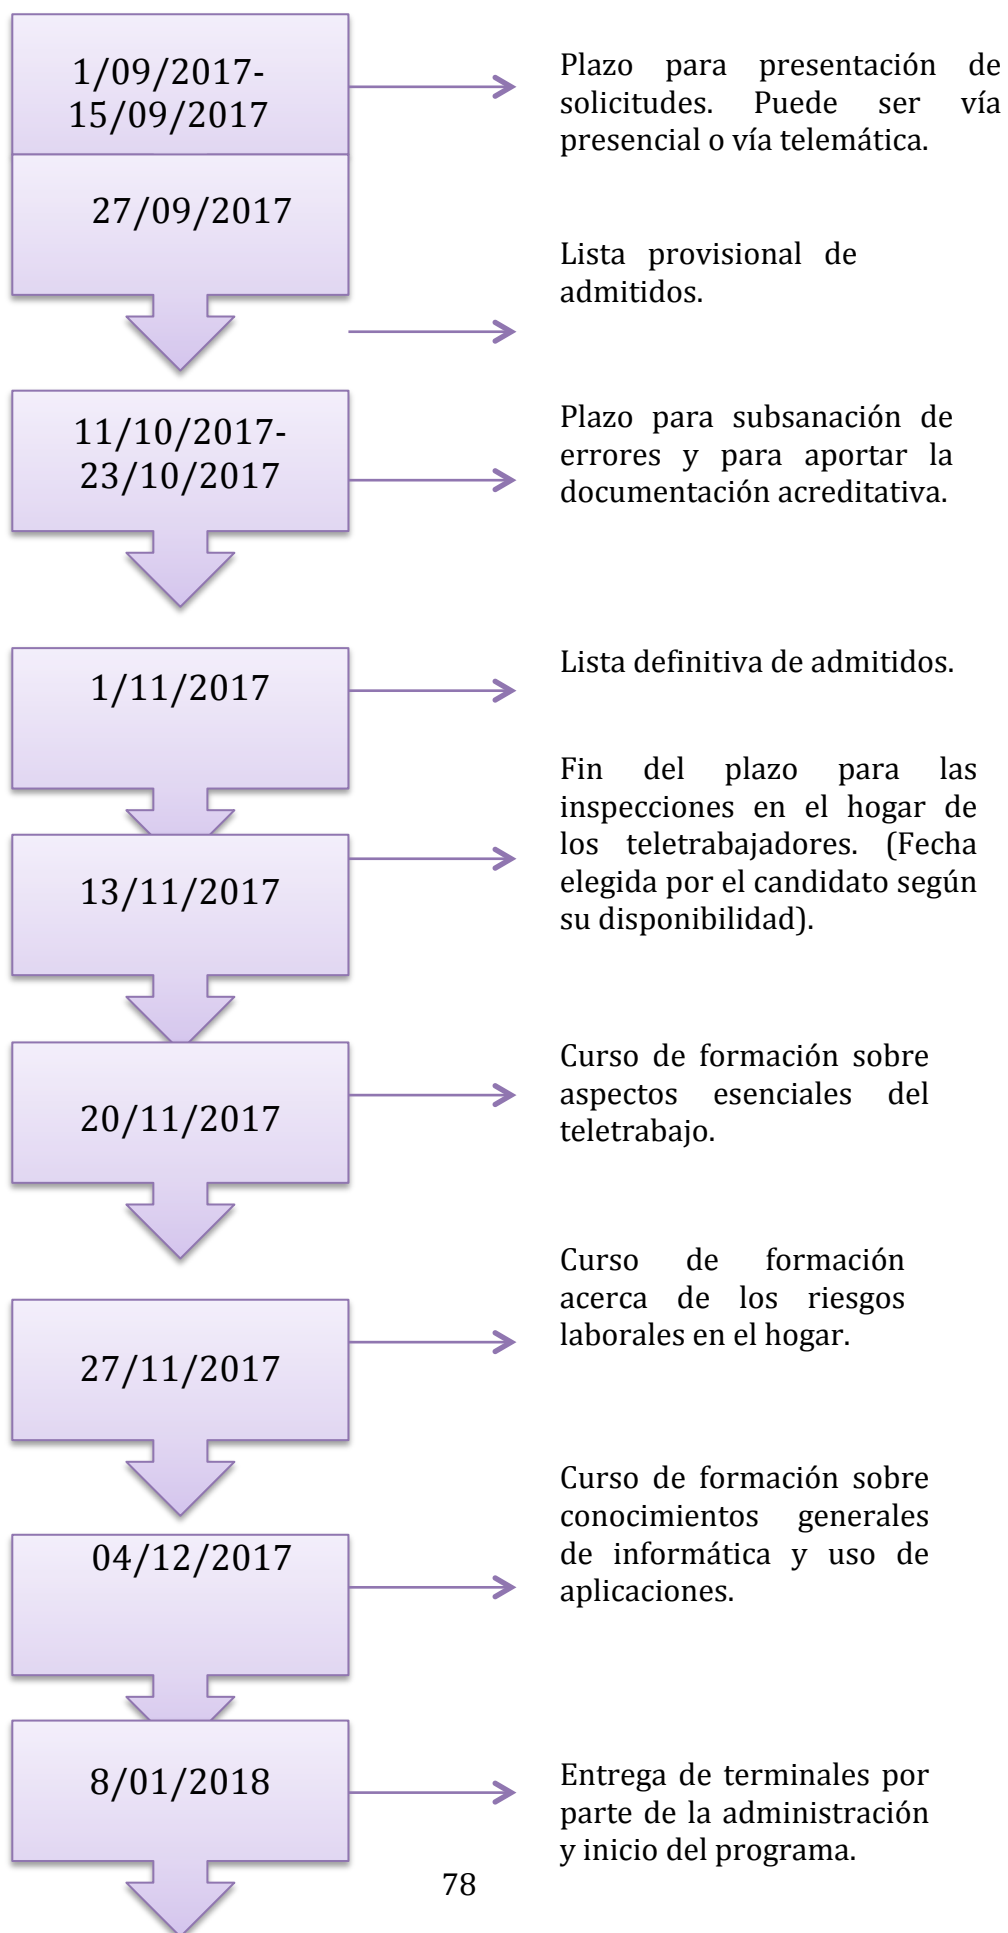 1/09/2017-
15/09/2017
Plazo para presentación de
solicitudes. Puede ser vía
presencial o vía telemática.
27/09/2017
Lista provisional de
admitidos.
11/10/2017-
23/10/2017
Plazo para subsanación de
errores y para aportar la
documentación acreditativa.
1/11/2017
Lista definitiva de admitidos.
13/11/2017
Fin del plazo para las
inspecciones en el hogar de
los teletrabajadores. (Fecha
elegida por el candidato según
su disponibilidad).
20/11/2017
Curso de formación sobre
aspectos esenciales del
teletrabajo.
27/11/2017
Curso de formación
acerca de los riesgos
laborales en el hogar.
04/12/2017
Curso de formación sobre
conocimientos generales
de informática y uso de
aplicaciones.
8/01/2018
Entrega de terminales por
parte de la administración
y inicio del programa.
78